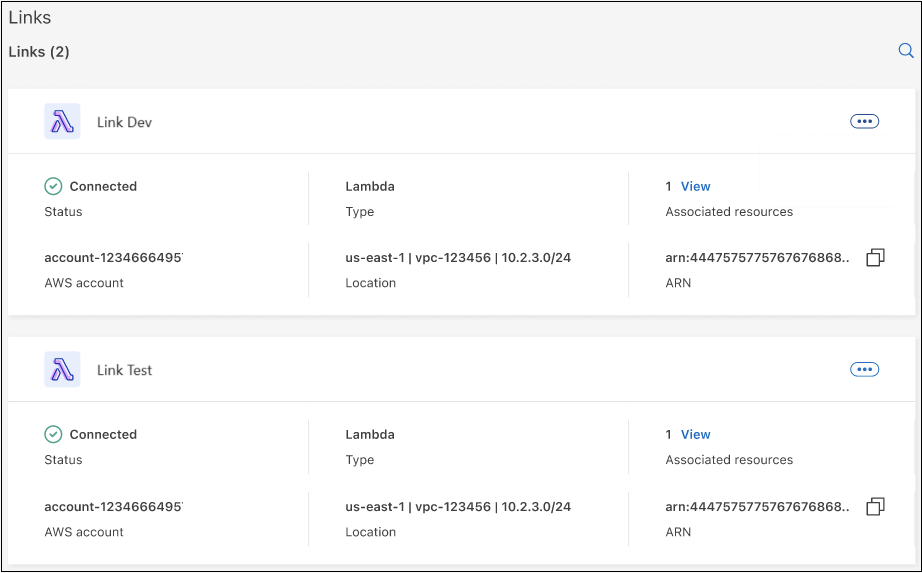 Links
Links (2)
Link Dev
Connected
Status
Lambda
Type
1 View
Associated resources
account-12346664957
AWS account
us-east-1 | vpc-123456 | 10.2.3.0/24
Location
arn:4447575775767676868..
ARN
Link Test
Connected
Status
Lambda
Type
1 View
Associated resources
account-12346664957
AWS account
us-east-1 | vpc-123456 | 10.2.3.0/24
Location
arn:4447575775767676868..
ARN